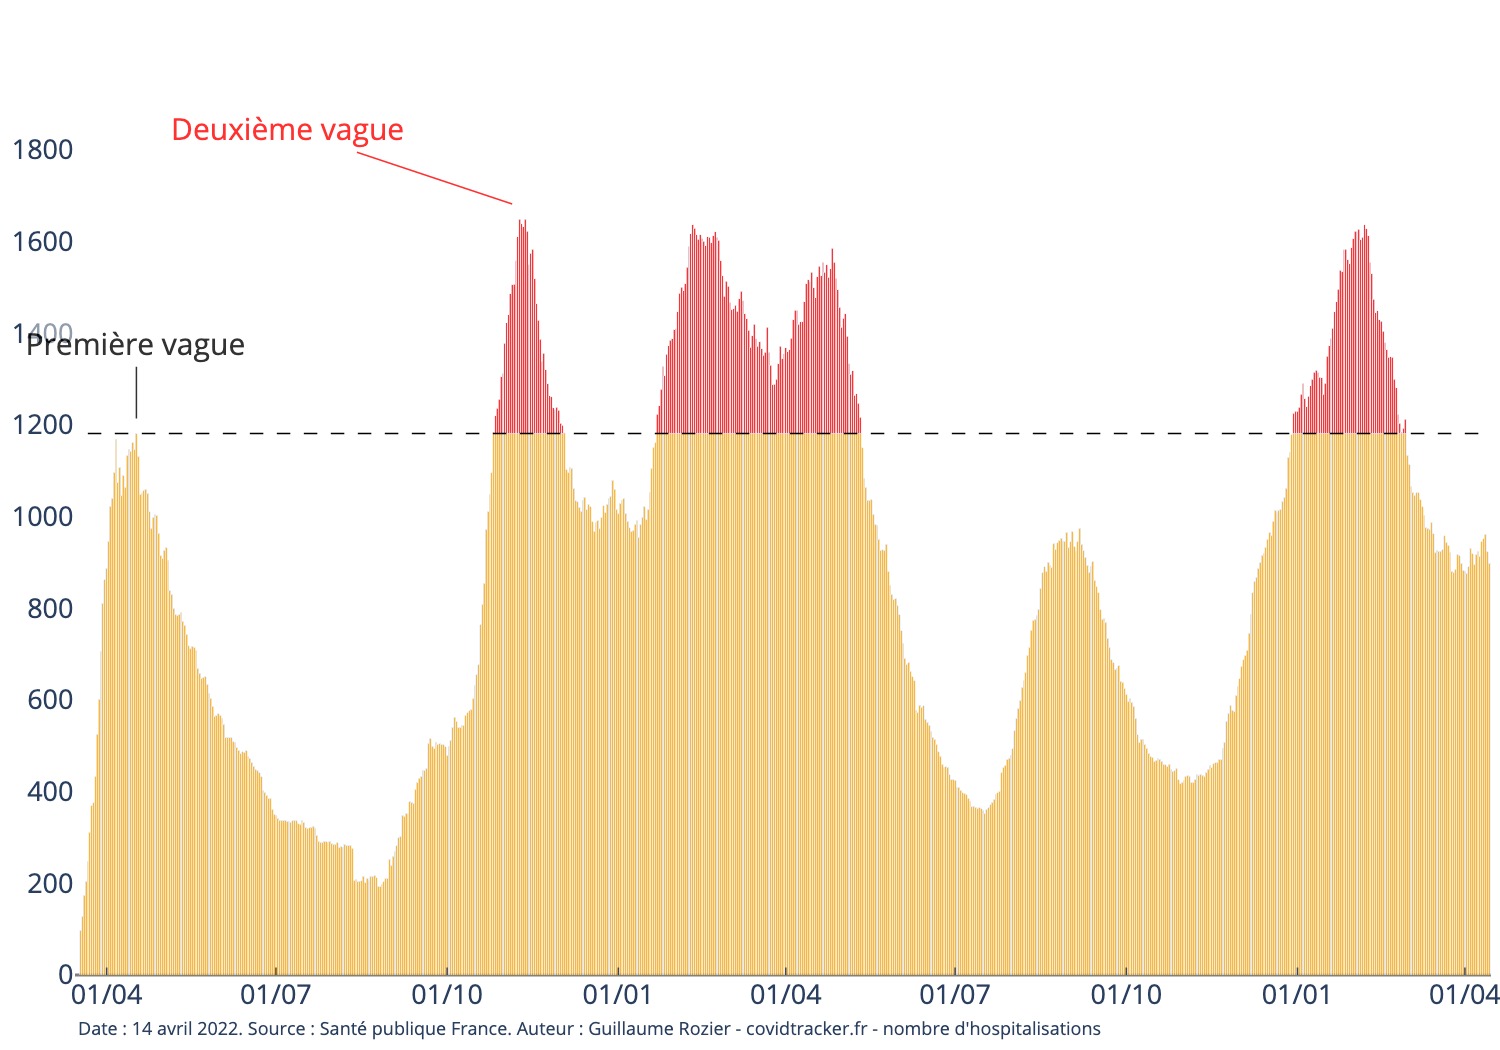 Deuxième vague
1800
1600
1400
Première vague
1200
1000
800
600
400
200
0
01/04 01/07 01/10 01/01 01/04 01/07 01/10 01/01 01/04
Date : 14 avril 2022. Source : Santé publique France. Auteur : Guillaume Rozier - covidtracker.fr - nombre d'hospitalisations